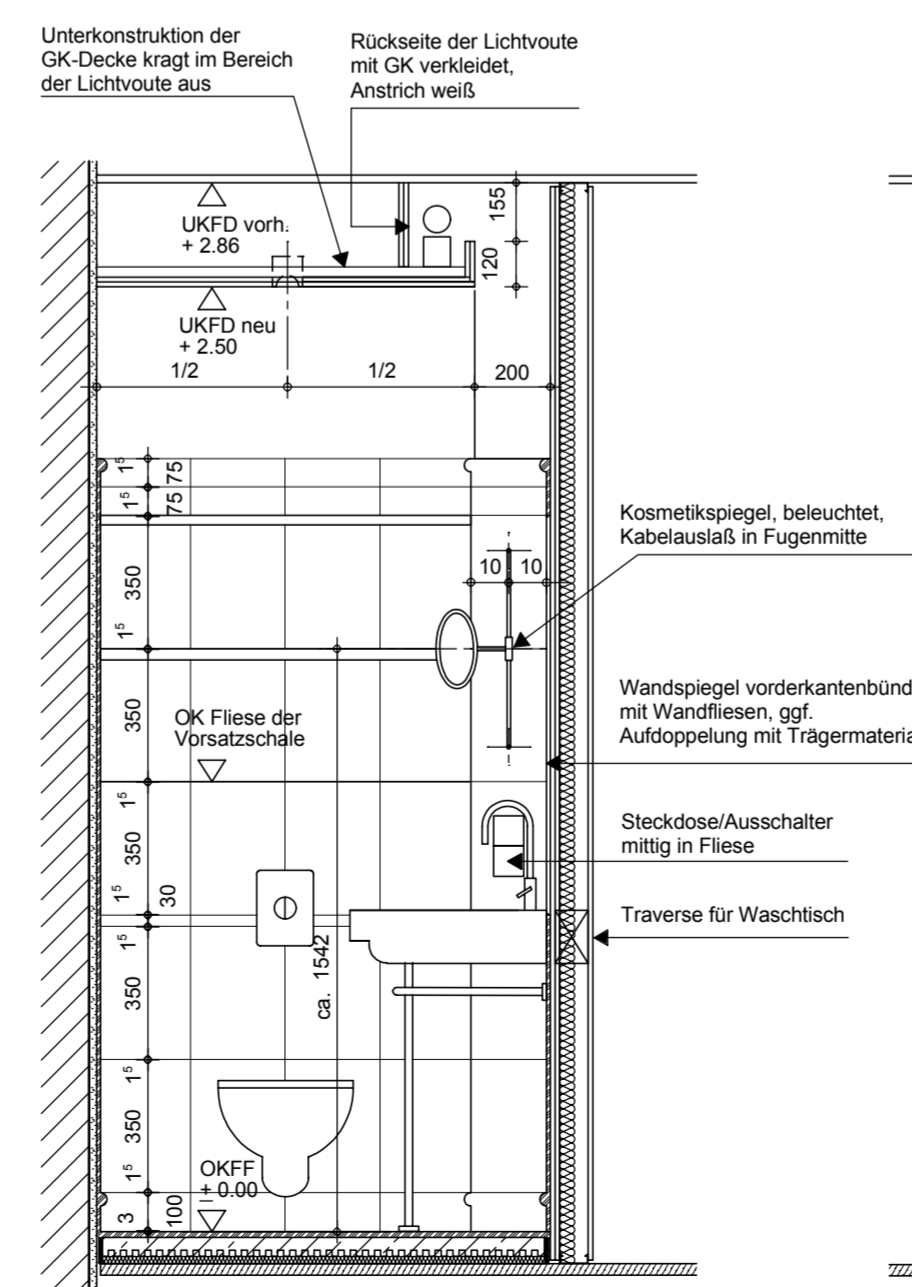 Unterkonstruktion der
GK-Decke kragt im Bereich
der Lichtvoute aus
Rückseite der Lichtvoute
mit GK verkleidet,
Anstrich weiß
155
120
UKFD vorh.
+ 2.86
UKFD neu
+ 2.50
1/2
1/2
200
1⁵
75
1⁵
75
350
10
10
Kosmetikspiegel, beleuchtet,
Kabelauslaß in Fugenmitte
1⁵
350
OK Fliese der
Vorsatzschale
Wandspiegel vorderkantenbünd
mit Wandfliesen, ggf.
Aufdoppelung mit Trägermateria
1⁵
350
Steckdose/Ausschalter
mittig in Fliese
1⁵
30
Traverse für Waschtisch
1⁵
ca. 1542
350
1⁵
350
1⁵
OKFF
+ 0.00
3
100